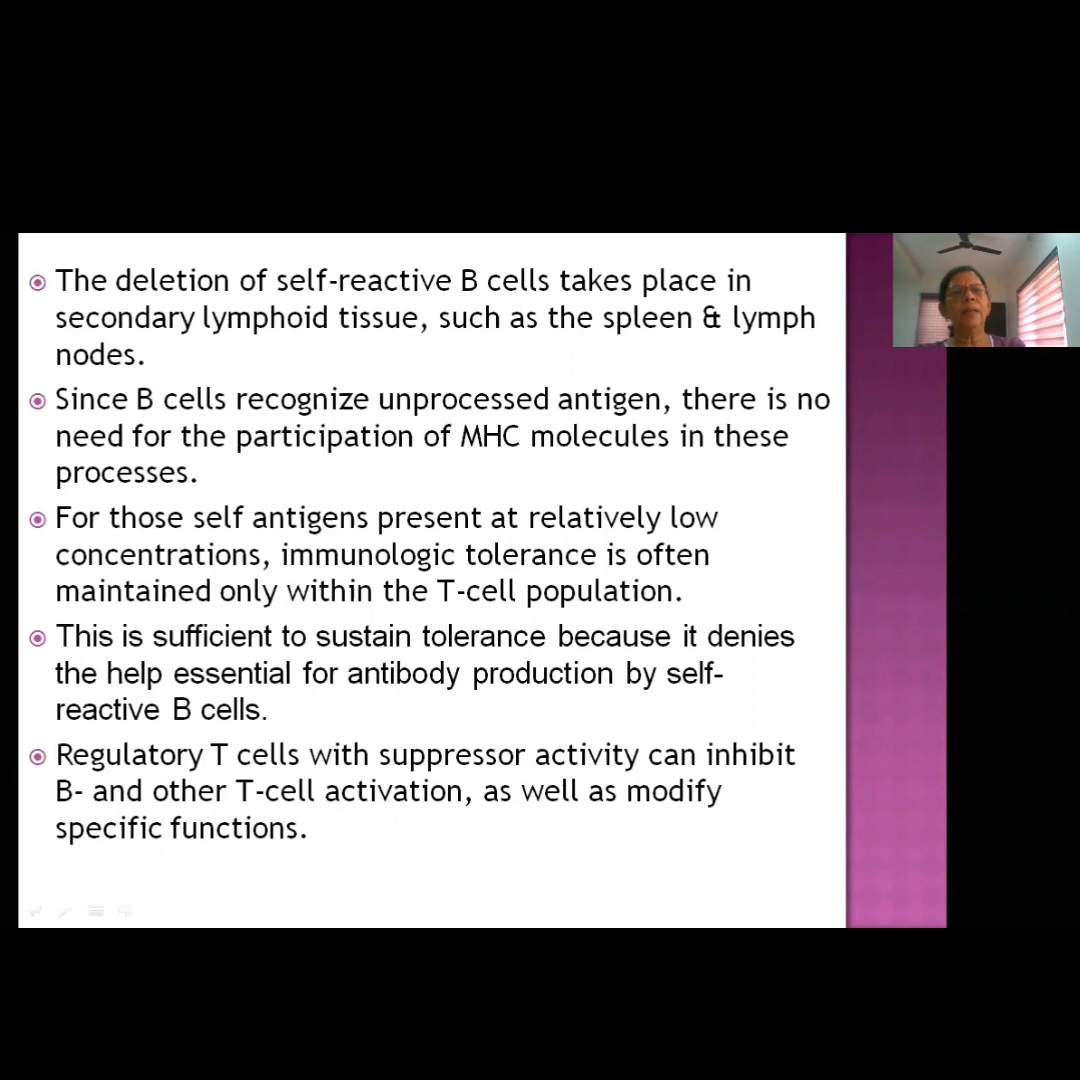 The deletion of self-reactive B cells takes place in
secondary lymphoid tissue, such as the spleen & lymph
nodes.
Since B cells recognize unprocessed antigen, there is no
need for the participation of MHC molecules in these
processes.
For those self antigens present at relatively low
concentrations, immunologic tolerance is often
maintained only within the T-cell population.
This is sufficient to sustain tolerance because it denies
the help essential for antibody production by self-
reactive B cells.
Regulatory T cells with suppressor activity can inhibit
B- and other T-cell activation, as well as modify
specific functions.